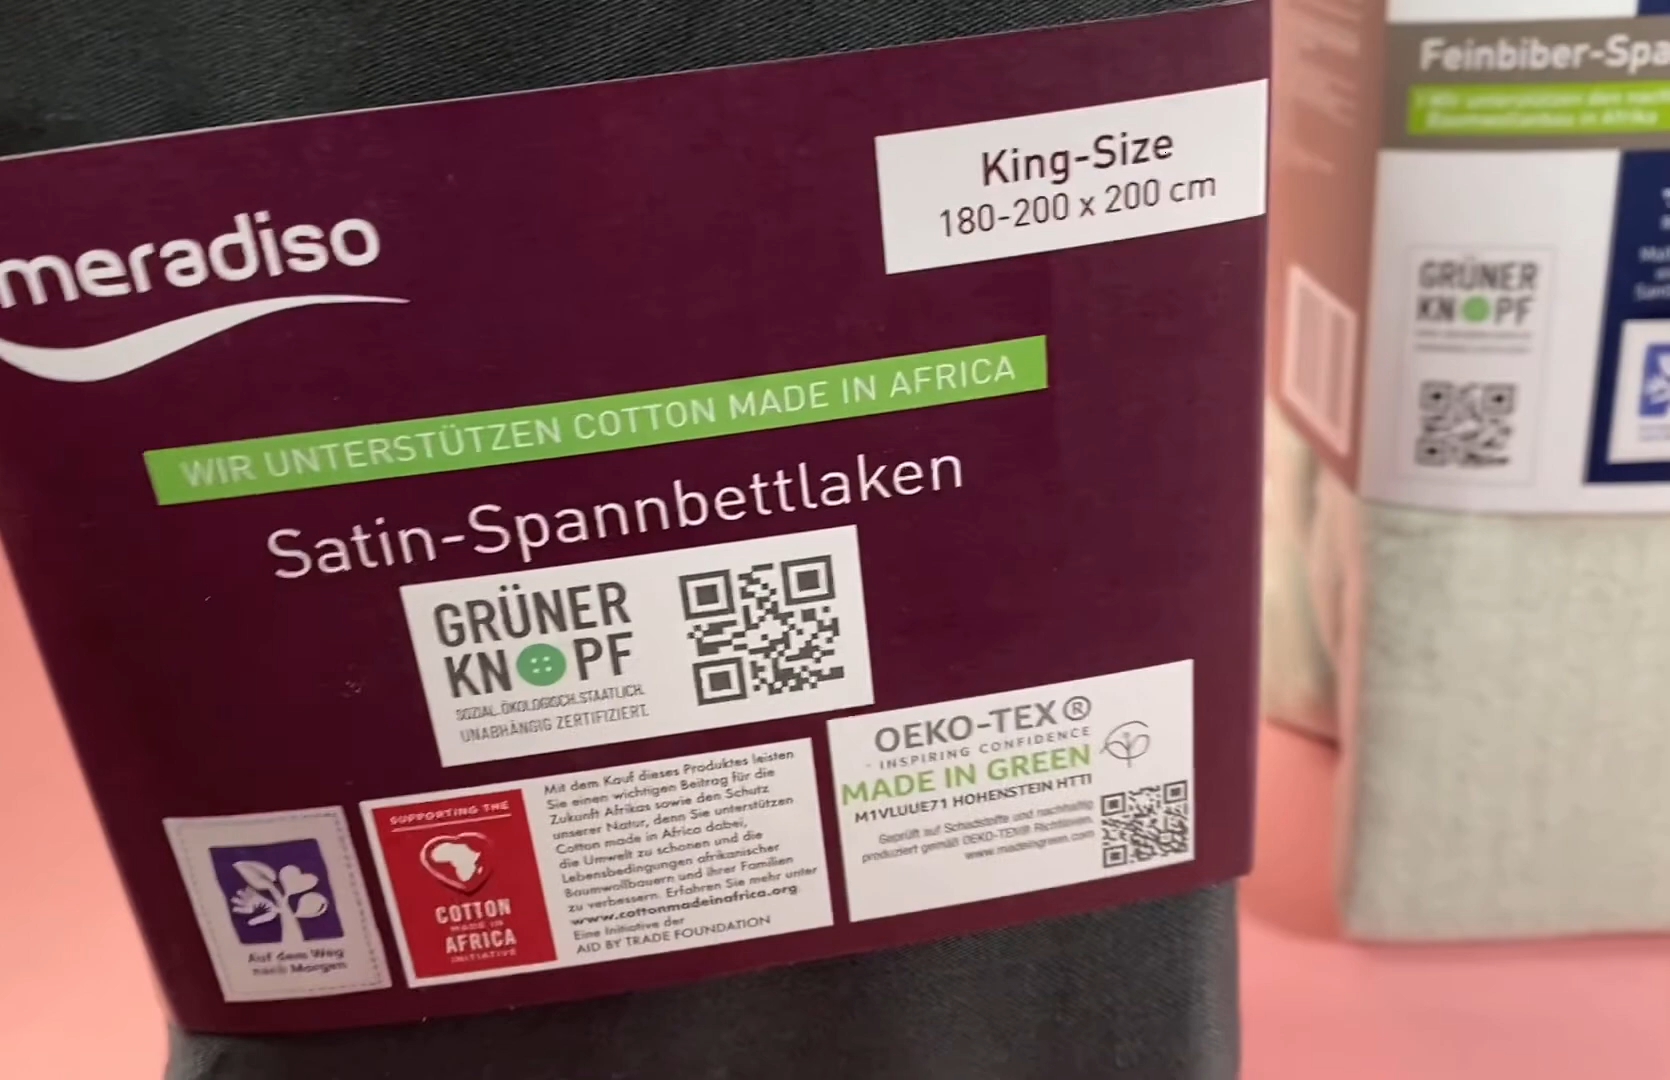 meradiso
King-Size
180-200 x 200 cm
WIR UNTERSTÜTZEN COTTON MADE IN AFRICA
Satin-Spannbettlaken
GRÜNER
KNOPF
SOZIAL. ÖKOLOGISCH. STAATLICH.
UNABHÄNGIG ZERTIFIZIERT.
Auf dem Weg
nach Morgen
SUPPORTING THE
COTTON
MADE IN
AFRICA
INITIATIVE
Mit dem Kauf dieses Produktes leisten
Sie einen wichtigen Beitrag für die
Zukunft Afrikas sowie den Schutz
unserer Natur, denn Sie unterstützen
Cotton made in Africa dabei,
die Umwelt zu schonen und die
Lebensbedingungen afrikanischer
Baumwollbauern und ihrer Familien
zu verbessern. Erfahren Sie mehr unter
www.cottonmadeinafrica.org
Eine Initiative der
AID BY TRADE FOUNDATION
OEKO-TEX®
INSPIRING CONFIDENCE
MADE IN GREEN
M1VLUUE71 HOHENSTEIN HTTI
Geprüft auf Schadstoffe und nachhaltig
produziert gemäß OEKO-TEX® Richtlinien.
www.madeingreen.com
Feinbiber-Spa
Wir unterstützen den
Baumwollanbau in Afrika
GRÜNER
KNOPF